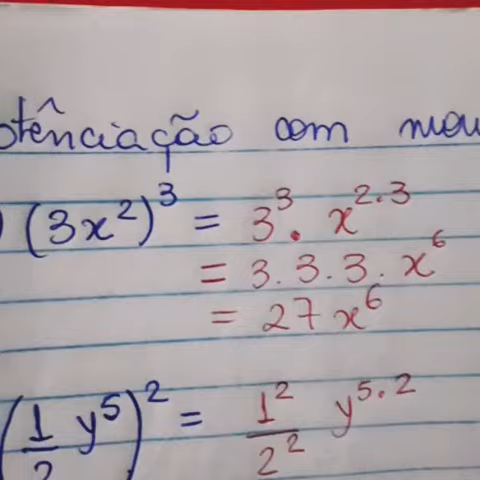 otênciação com
) (3x²)³ = 3³ . x^2.3
= 3.3.3.x⁶
= 27x⁶
(1/2 y⁵)² = 1²/2² y^5.2